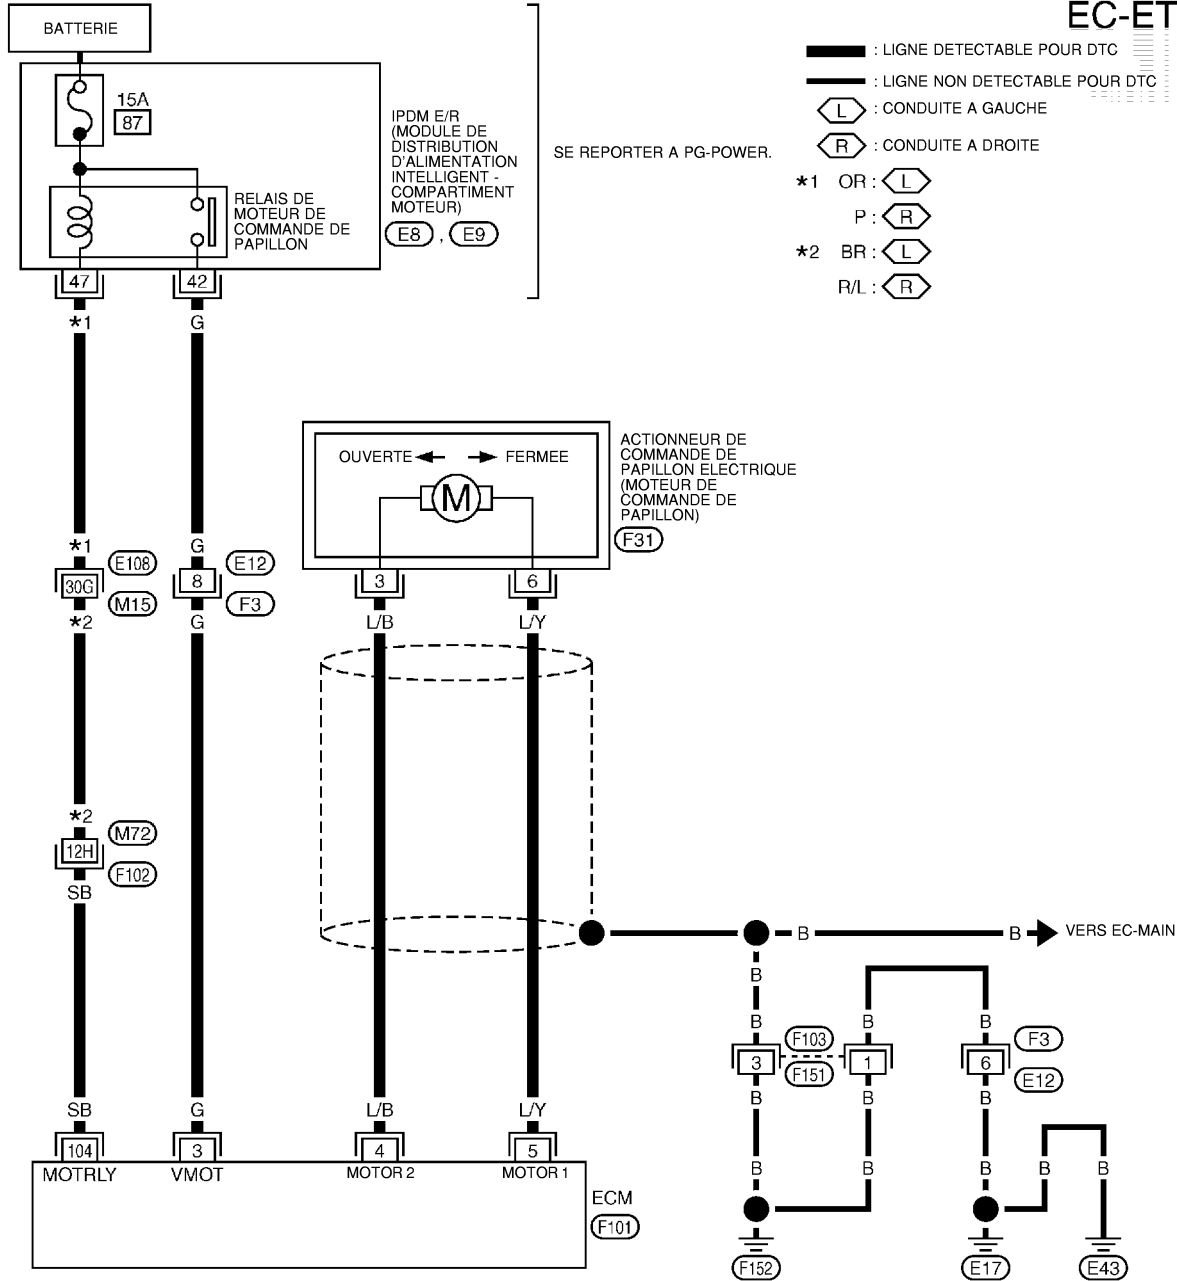 EC-ET
BATTERIE
: LIGNE DETECTABLE POUR DTC
: LIGNE NON DETECTABLE POUR DTC
L : CONDUITE A GAUCHE
R : CONDUITE A DROITE
*1 OR : L
P : R
*2 BR : L
R/L : R
15A
87
IPDM E/R
(MODULE DE
DISTRIBUTION
D'ALIMENTATION
INTELLIGENT -
COMPARTIMENT
MOTEUR)
E8 , E9
SE REPORTER A PG-POWER.
RELAIS DE
MOTEUR DE
COMMANDE DE
PAPILLON
47 42
*1 G
OUVERTE FERMEE
M
ACTIONNEUR DE
COMMANDE DE
PAPILLON ELECTRIQUE
(MOTEUR DE
COMMANDE DE
PAPILLON)
F31
*1 G
E108 E12
30G 8 3 6
M15 F3
*2 G L/B L/Y
*2
M72
12H
F102
SB
B B VERS EC-MAIN
B
B B B
F103 F3
3 1 6
F151 E12
B B B
SB G L/B L/Y
104 3 4 5
MOTRLY VMOT MOTOR 2 MOTOR 1
B B B B B
ECM
F101
F152 E17 E43